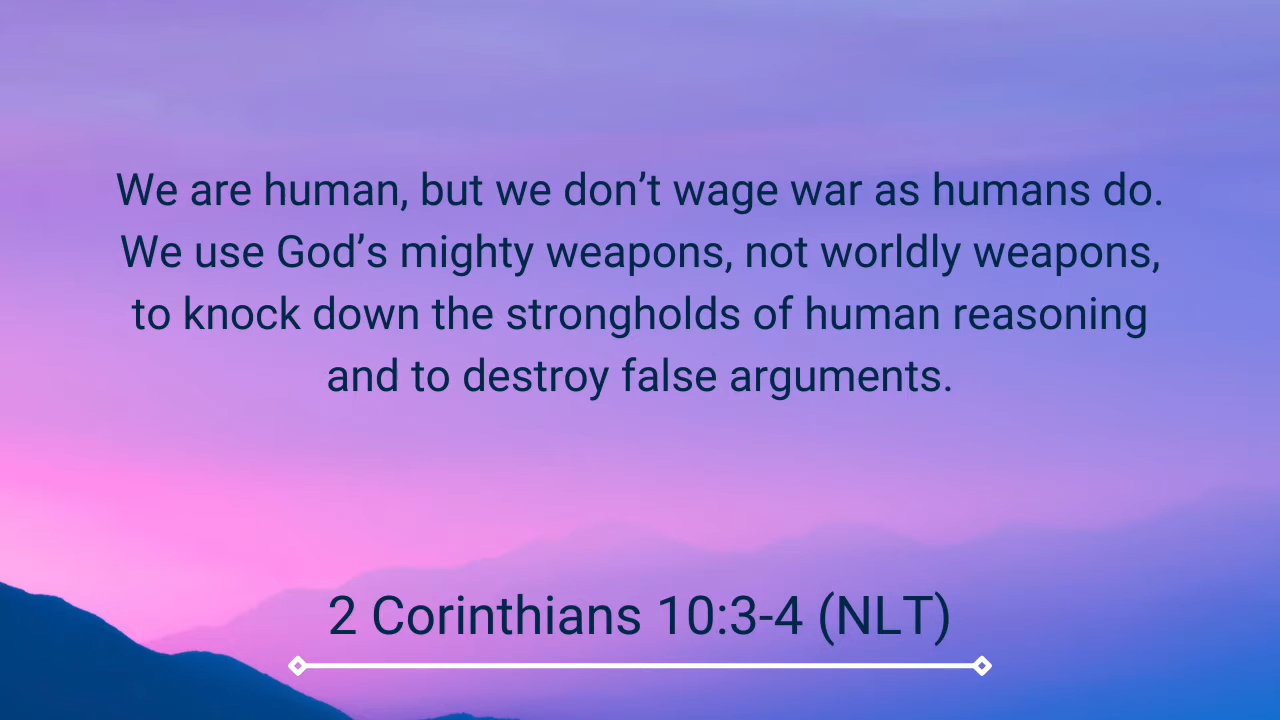 We are human, but we don’t wage war as humans do.
We use God’s mighty weapons, not worldly weapons,
to knock down the strongholds of human reasoning
and to destroy false arguments.
2 Corinthians 10:3-4 (NLT)